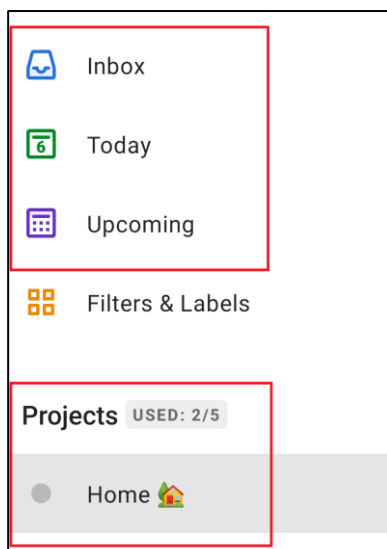 Inbox
6
Today
Upcoming
Filters & Labels
Projects USED: 2/5
Home 🏡